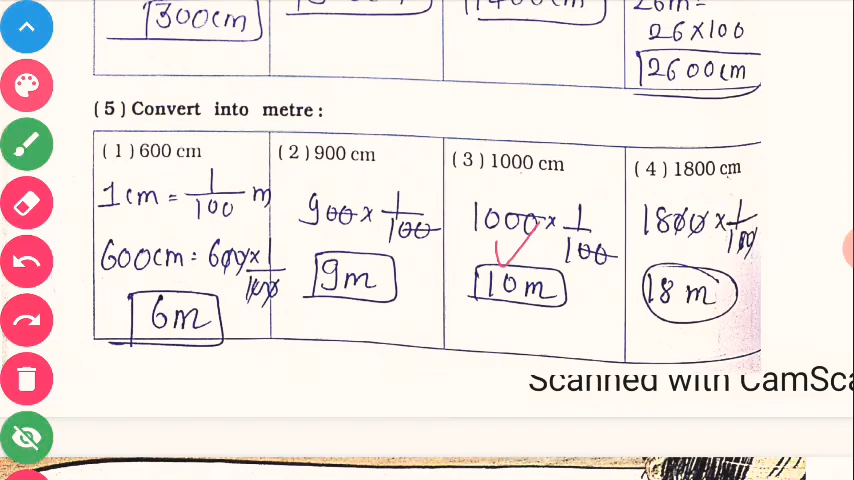 300cm
26m=
26×100
2600cm
(5) Convert into metre:
(1) 600 cm
1cm = 1/100 m
600cm = 600 × 1/100
6m
(2) 900 cm
900 × 1/100
9m
(3) 1000 cm
1000 × 1/100
10m
(4) 1800 cm
1800 × 1/100
18 m
Scanned with CamSca